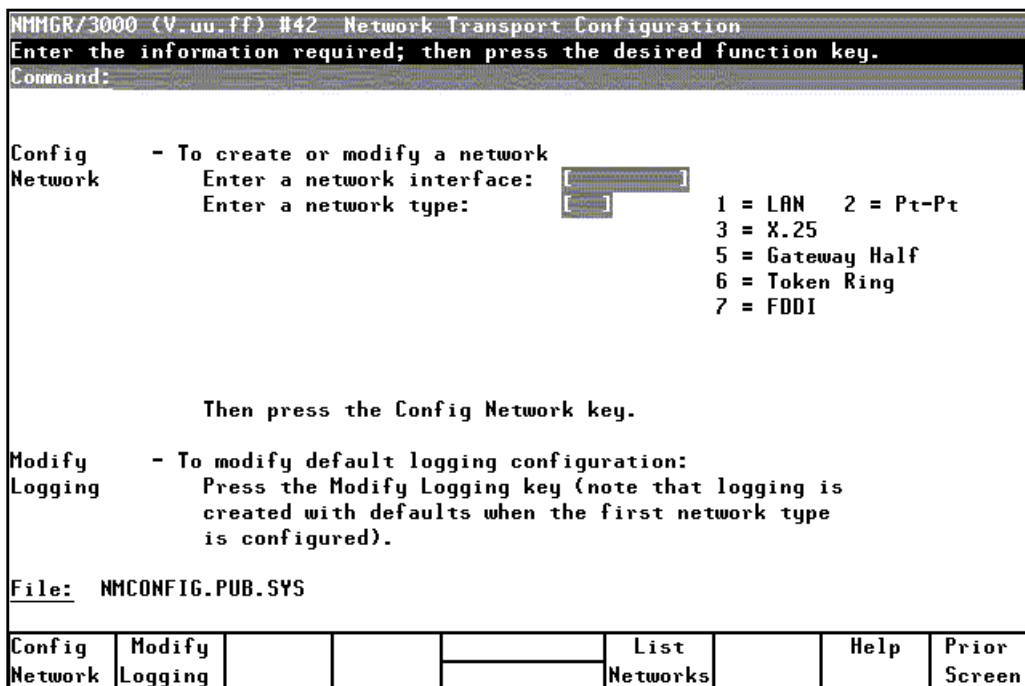 NMMGR/3000 (V.uu.ff) #42 Network Transport Configuration
Enter the information required; then press the desired function key.
Command:
Config - To create or modify a network
Network Enter a network interface: [ ]
Enter a network type: [ ] 1 = LAN 2 = Pt-Pt
3 = X.25
5 = Gateway Half
6 = Token Ring
7 = FDDI
Then press the Config Network key.
Modify - To modify default logging configuration:
Logging Press the Modify Logging key (note that logging is
created with defaults when the first network type
is configured).
File: NMCONFIG.PUB.SYS
Config Modify List Help Prior
Network Logging Networks Screen